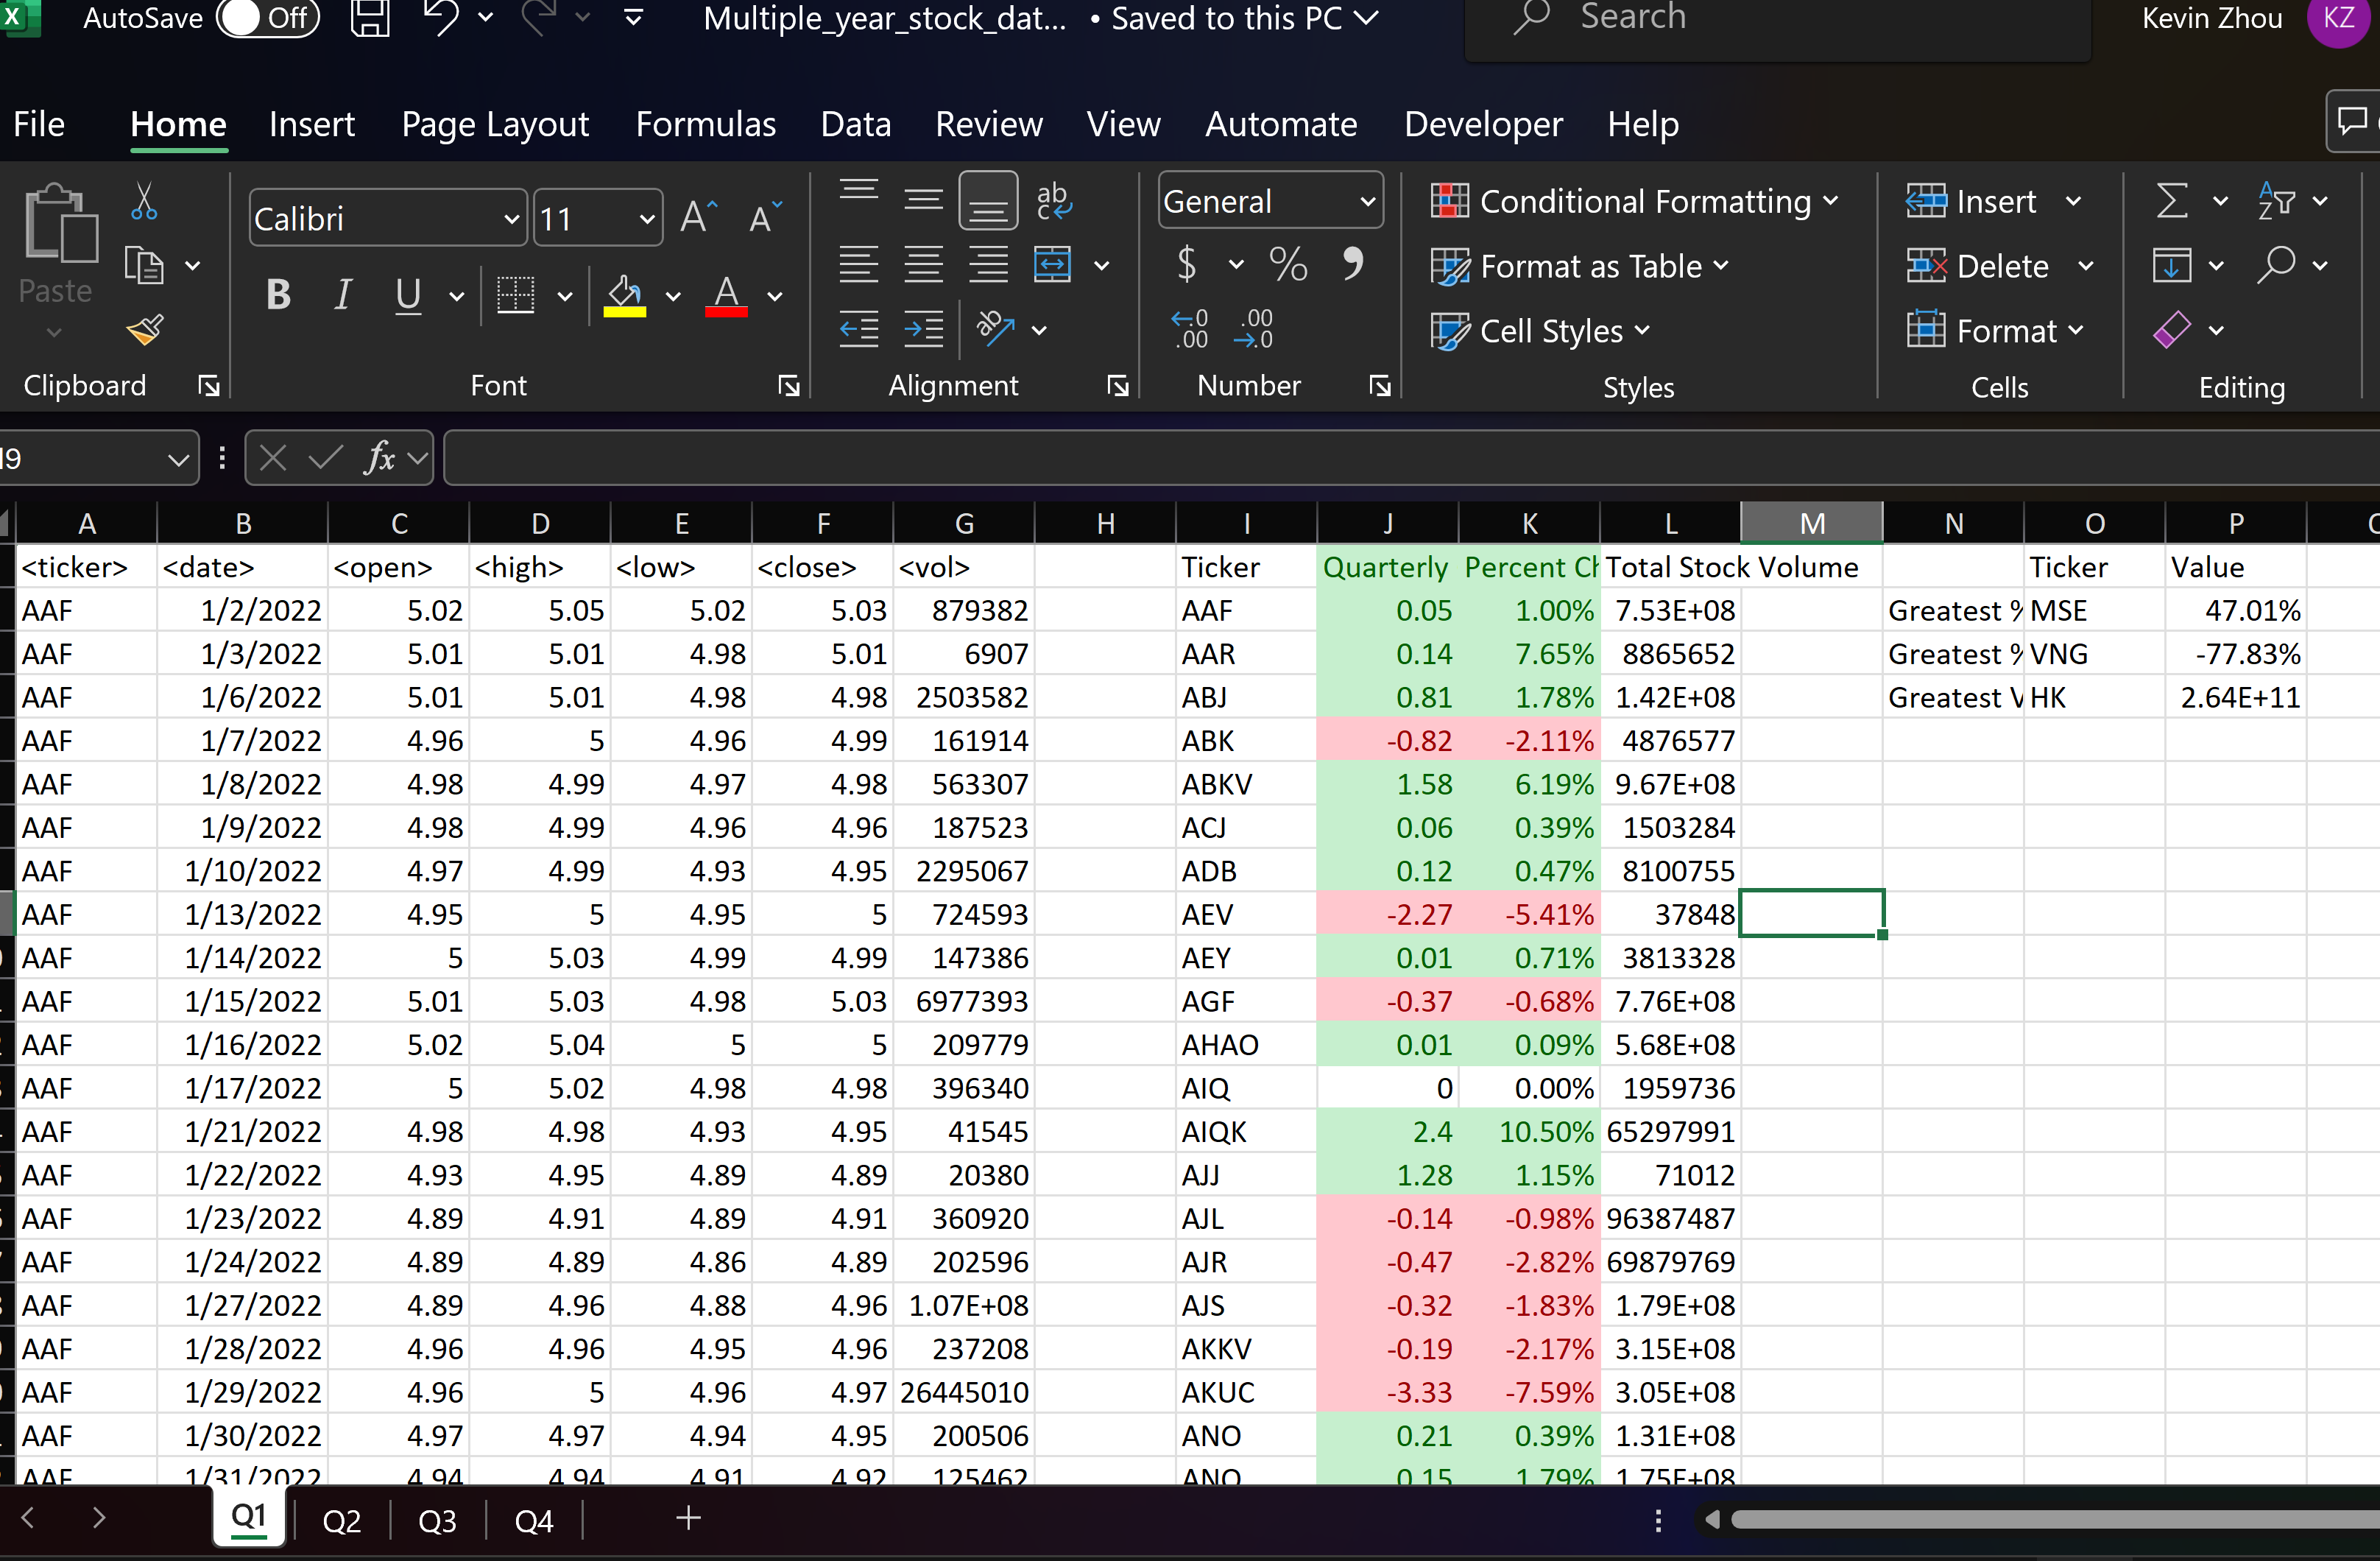 X AutoSave Off Multiple_year_stock_dat... • Saved to this PC Search Kevin Zhou KZ
File Home Insert Page Layout Formulas Data Review View Automate Developer Help
Paste Calibri 11 A A ab c General Conditional Formatting Insert A Z
B I U A ab $ % , Format as Table Delete
.0 .00 .00 .0 Cell Styles Format
Clipboard Font Alignment Number Styles Cells Editing
9 fx
A B C D E F G H I J K L M N O P
<ticker> <date> <open> <high> <low> <close> <vol> Ticker Quarterly Percent Ch Total Stock Volume Ticker Value
AAF 1/2/2022 5.02 5.05 5.02 5.03 879382 AAF 0.05 1.00% 7.53E+08 Greatest % MSE 47.01%
AAF 1/3/2022 5.01 5.01 4.98 5.01 6907 AAR 0.14 7.65% 8865652 Greatest % VNG -77.83%
AAF 1/6/2022 5.01 5.01 4.98 4.98 2503582 ABJ 0.81 1.78% 1.42E+08 Greatest V HK 2.64E+11
AAF 1/7/2022 4.96 5 4.96 4.99 161914 ABK -0.82 -2.11% 4876577
AAF 1/8/2022 4.98 4.99 4.97 4.98 563307 ABKV 1.58 6.19% 9.67E+08
AAF 1/9/2022 4.98 4.99 4.96 4.96 187523 ACJ 0.06 0.39% 1503284
AAF 1/10/2022 4.97 4.99 4.93 4.95 2295067 ADB 0.12 0.47% 8100755
AAF 1/13/2022 4.95 5 4.95 5 724593 AEV -2.27 -5.41% 37848
AAF 1/14/2022 5 5.03 4.99 4.99 147386 AEY 0.01 0.71% 3813328
AAF 1/15/2022 5.01 5.03 4.98 5.03 6977393 AGF -0.37 -0.68% 7.76E+08
AAF 1/16/2022 5.02 5.04 5 5 209779 AHAO 0.01 0.09% 5.68E+08
AAF 1/17/2022 5 5.02 4.98 4.98 396340 AIQ 0 0.00% 1959736
AAF 1/21/2022 4.98 4.98 4.93 4.95 41545 AIQK 2.4 10.50% 65297991
AAF 1/22/2022 4.93 4.95 4.89 4.89 20380 AJJ 1.28 1.15% 71012
AAF 1/23/2022 4.89 4.91 4.89 4.91 360920 AJL -0.14 -0.98% 96387487
AAF 1/24/2022 4.89 4.89 4.86 4.89 202596 AJR -0.47 -2.82% 69879769
AAF 1/27/2022 4.89 4.96 4.88 4.96 1.07E+08 AJS -0.32 -1.83% 1.79E+08
AAF 1/28/2022 4.96 4.96 4.95 4.96 237208 AKKV -0.19 -2.17% 3.15E+08
AAF 1/29/2022 4.96 5 4.96 4.97 26445010 AKUC -3.33 -7.59% 3.05E+08
AAF 1/30/2022 4.97 4.97 4.94 4.95 200506 ANO 0.21 0.39% 1.31E+08
AAF 1/31/2022 4.94 4.94 4.91 4.92 125462 0.15 1.79% 1.75E+08
Q1 Q2 Q3 Q4